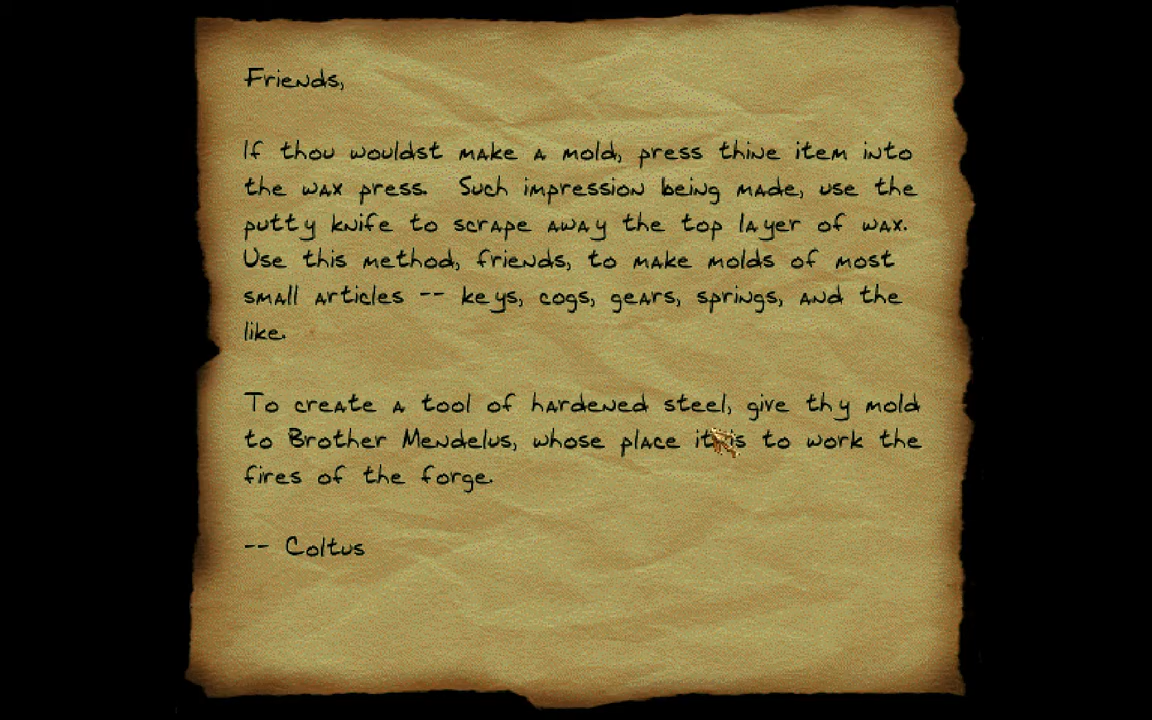 Friends,
If thou wouldst make a mold, press thine item into
the wax press.  Such impression being made, use the
putty knife to scrape away the top layer of wax.
Use this method, friends, to make molds of most
small articles -- keys, cogs, gears, springs, and the
like.
To create a tool of hardened steel, give thy mold
to Brother Mendelus, whose place it is to work the
fires of the forge.
-- Coltus